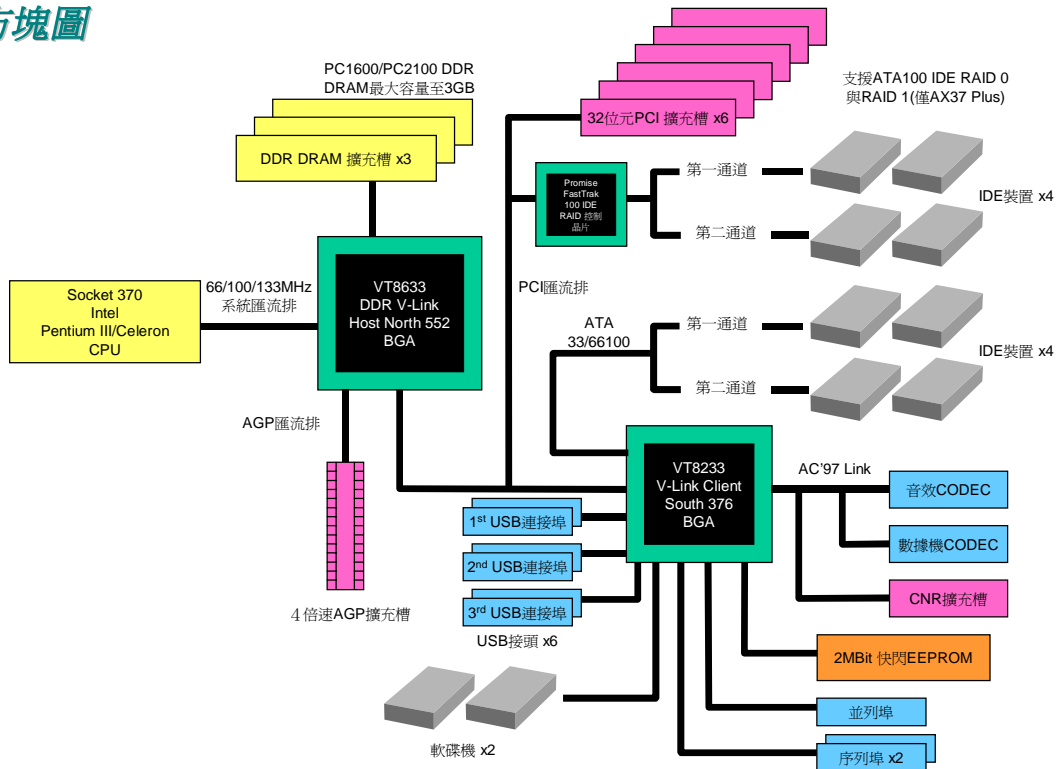 方塊圖
PC1600/PC2100 DDR
DRAM最大容量至3GB
DDR DRAM 擴充槽 x3
32位元PCI 擴充槽 x6
支援ATA100 IDE RAID 0
與RAID 1(僅AX37 Plus)
Promise
FastTrak
100 IDE
RAID 控制
晶片
第一通道
第二通道
IDE裝置 x4
Socket 370
Intel
Pentium III/Celeron
CPU
66/100/133MHz
系統匯流排
VT8633
DDR V-Link
Host North 552
BGA
PCI匯流排
ATA
33/66100
第一通道
第二通道
IDE裝置 x4
AGP匯流排
４倍速AGP擴充槽
VT8233
V-Link Client
South 376
BGA
AC'97 Link
音效CODEC
數據機CODEC
CNR擴充槽
1st USB連接埠
2nd USB連接埠
3rd USB連接埠
USB接頭 x6
2MBit 快閃EEPROM
並列埠
序列埠 x2
軟碟機 x2